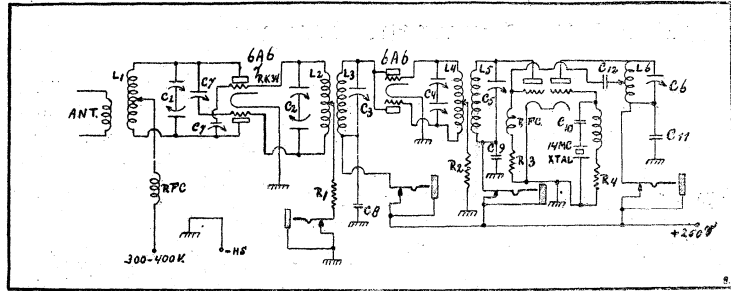 6A6
or RK34
L1
C1
C7
C7
ANT.
RFC
300-400V.
-HS
C2
L2
R1
L3
C3
C8
6A6
C4
L4
R2
L5
C5
C9
RFC.
R3
C10
14MC
XTAL
R4
C12
L6
C6
C11
+250V